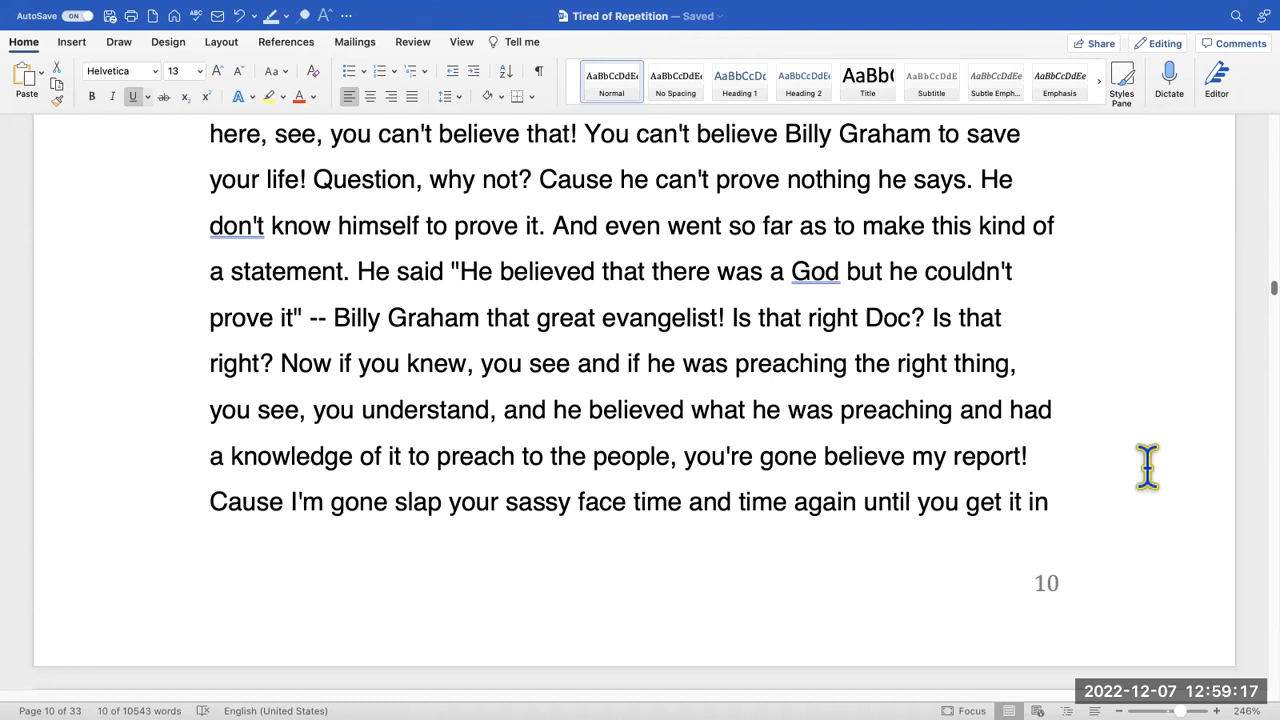 AutoSave ON Tired of Repetition — Saved
Home Insert Draw Design Layout References Mailings Review View Tell me Share Editing Comments
Paste Helvetica 13 Aa AaBbCcDdEe AaBbCcDdEe AaBbCcDc AaBbCcDdEe AaBb( AaBbCcDdE AaBbCcDdEe AaBbCcDdEe
Normal No Spacing Heading 1 Heading 2 Title Subtitle Subtle Emph... Emphasis Styles Pane Dictate Editor
here, see, you can't believe that! You can't believe Billy Graham to save
your life! Question, why not? Cause he can't prove nothing he says. He
don't know himself to prove it. And even went so far as to make this kind of
a statement. He said "He believed that there was a God but he couldn't
prove it" -- Billy Graham that great evangelist! Is that right Doc? Is that
right? Now if you knew, you see and if he was preaching the right thing,
you see, you understand, and he believed what he was preaching and had
a knowledge of it to preach to the people, you're gone believe my report!
Cause I'm gone slap your sassy face time and time again until you get it in
10
2022-12-07 12:59:17
Page 10 of 33 10 of 10543 words English (United States) Focus 246%